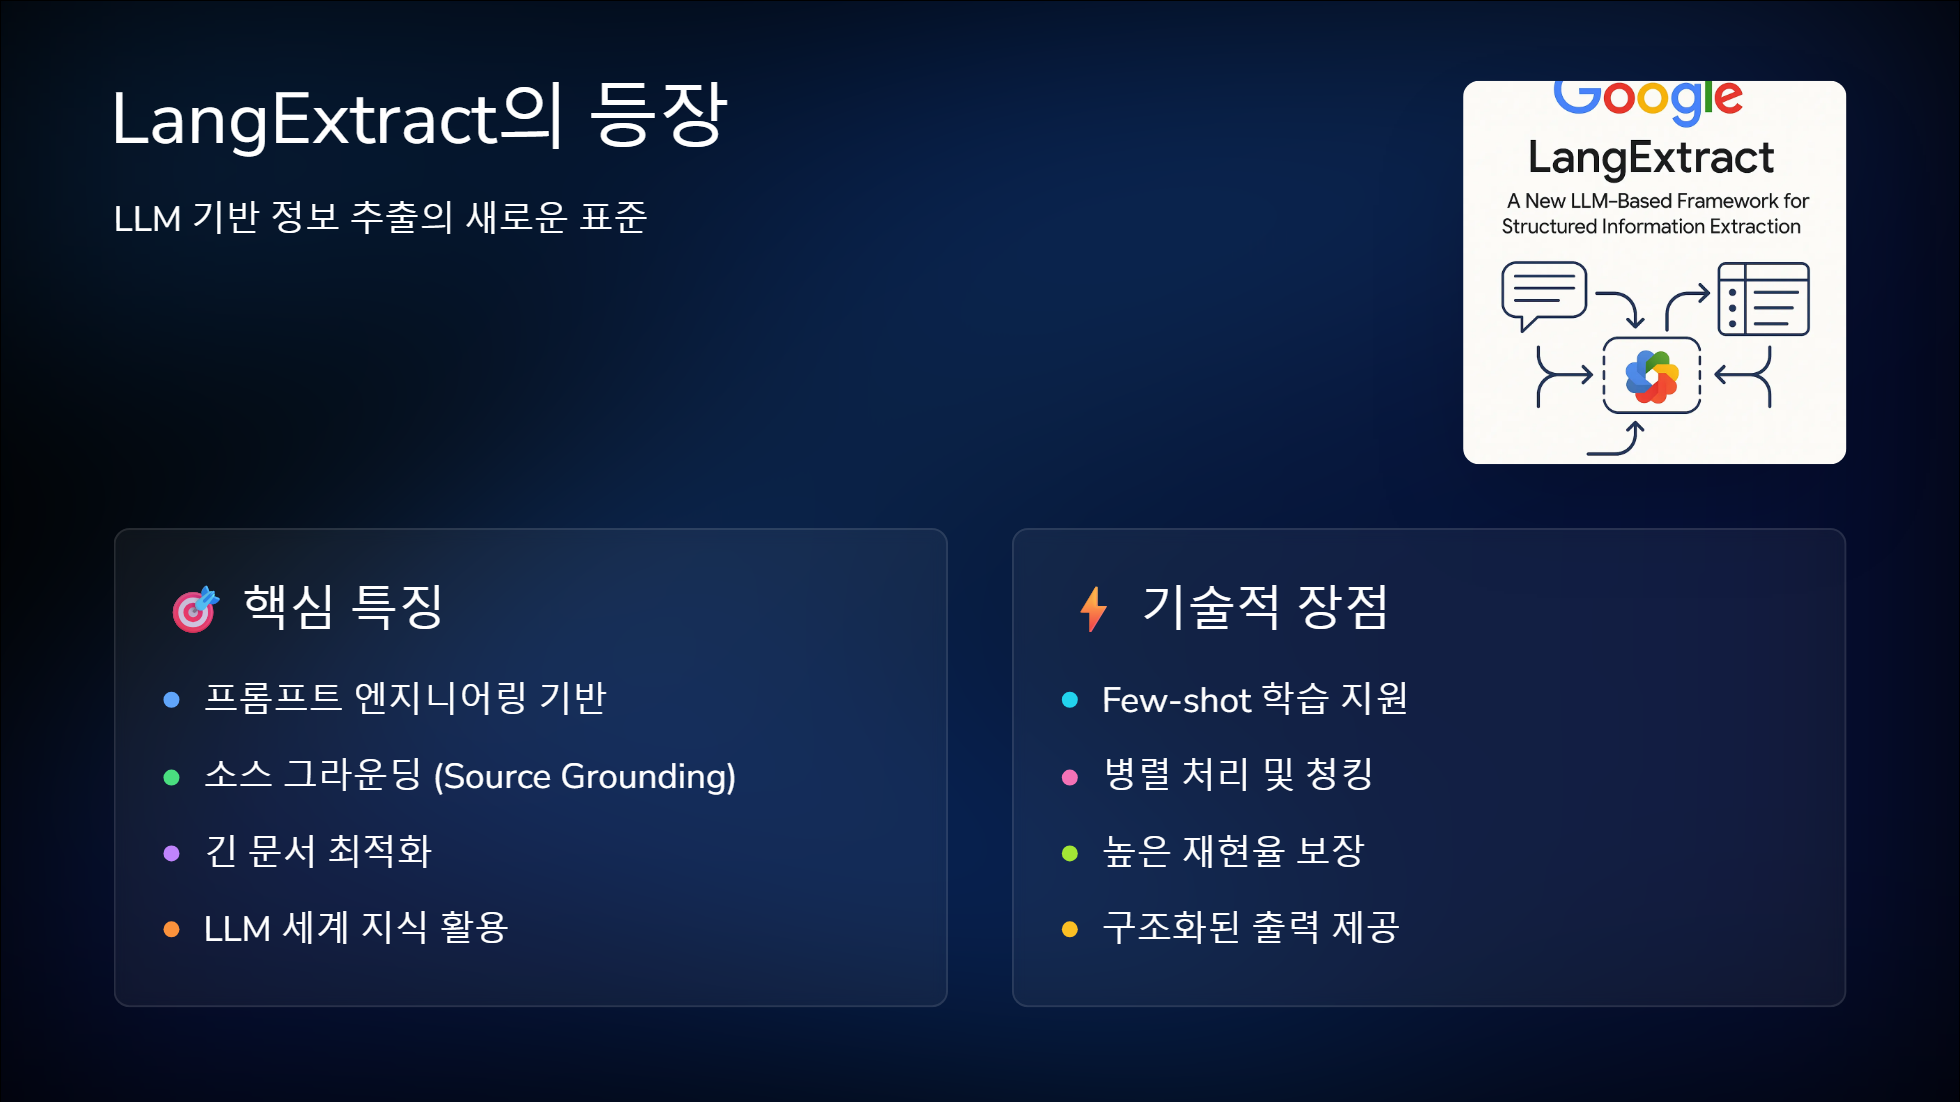 LangExtract의 등장
LLM 기반 정보 추출의 새로운 표준
Google
LangExtract
A New LLM-Based Framework for
Structured Information Extraction
핵심 특징
프롬프트 엔지니어링 기반
소스 그라운딩 (Source Grounding)
긴 문서 최적화
LLM 세계 지식 활용
기술적 장점
Few-shot 학습 지원
병렬 처리 및 청킹
높은 재현율 보장
구조화된 출력 제공